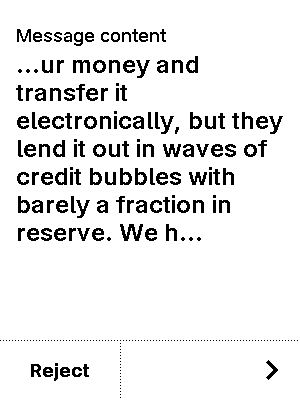 Message content
...ur money and
transfer it
electronically, but they
lend it out in waves of
credit bubbles with
barely a fraction in
reserve. We h...
Reject